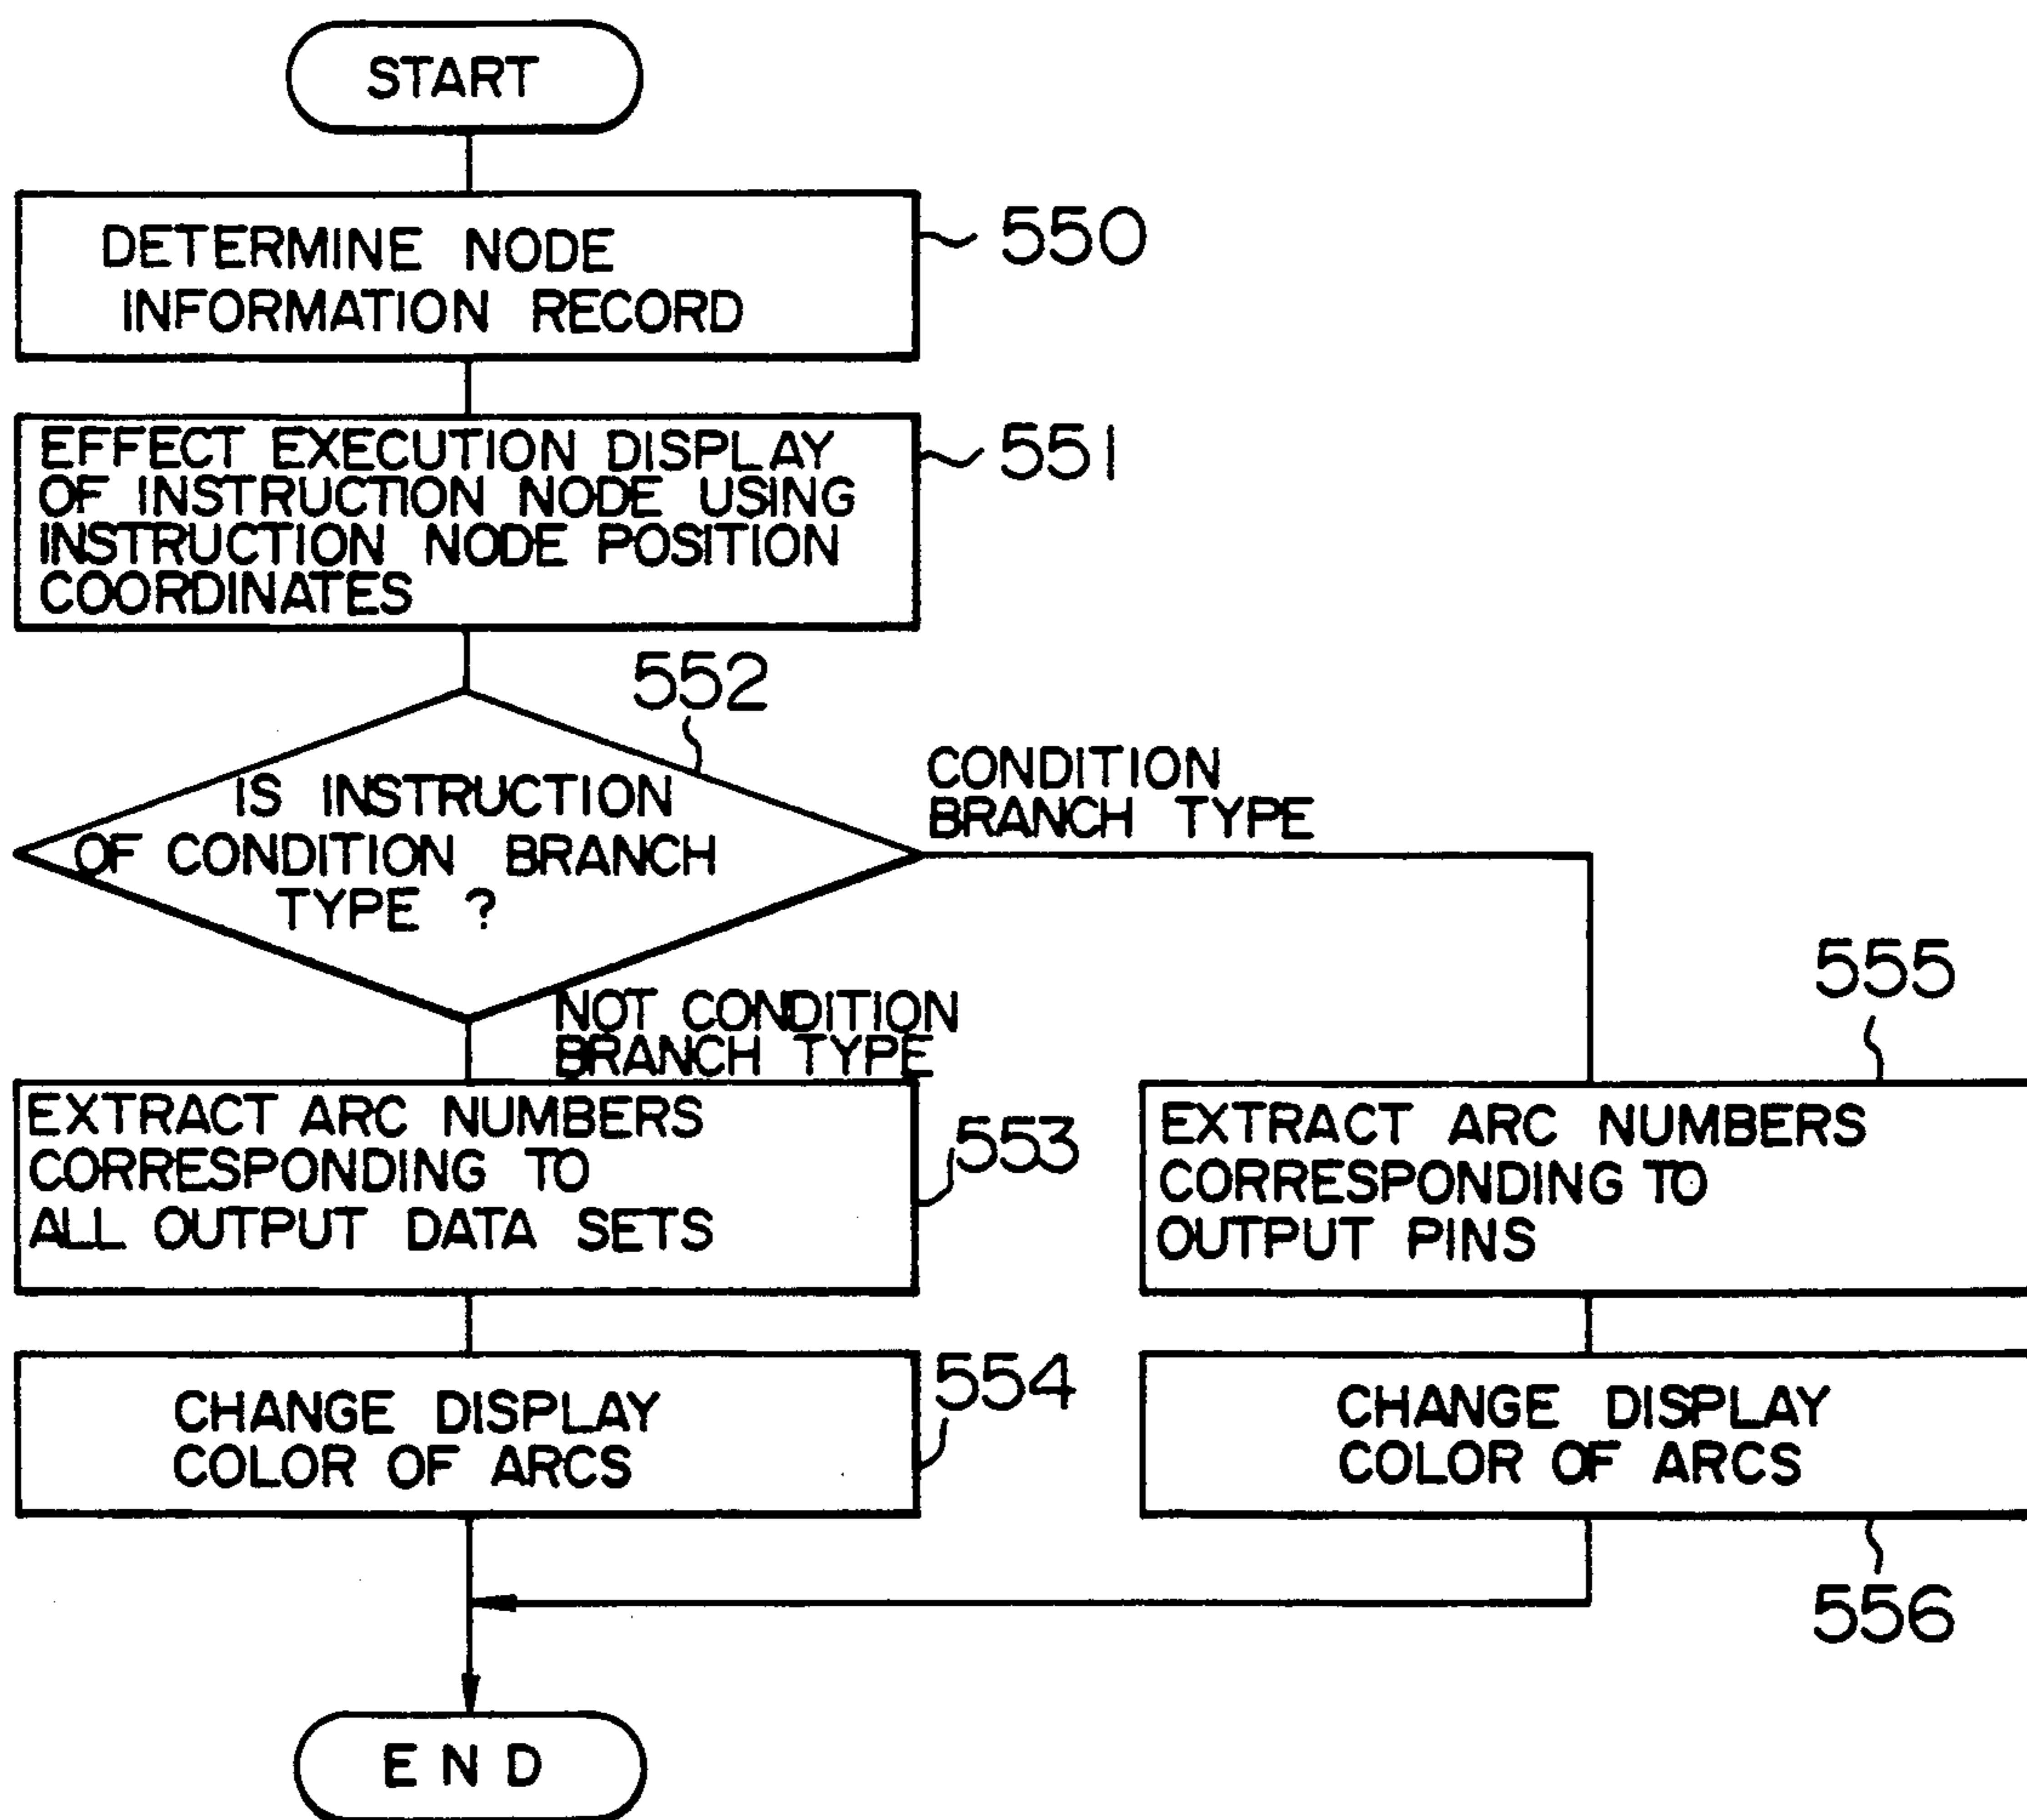 START
DETERMINE NODE
INFORMATION RECORD
550
EFFECT EXECUTION DISPLAY
OF INSTRUCTION NODE USING
INSTRUCTION NODE POSITION
COORDINATES
551
552
IS INSTRUCTION
OF CONDITION BRANCH
TYPE ?
CONDITION
BRANCH TYPE
NOT CONDITION
BRANCH TYPE
EXTRACT ARC NUMBERS
CORRESPONDING TO
ALL OUTPUT DATA SETS
553
CHANGE DISPLAY
COLOR OF ARCS
554
555
EXTRACT ARC NUMBERS
CORRESPONDING TO
OUTPUT PINS
CHANGE DISPLAY
COLOR OF ARCS
556
END